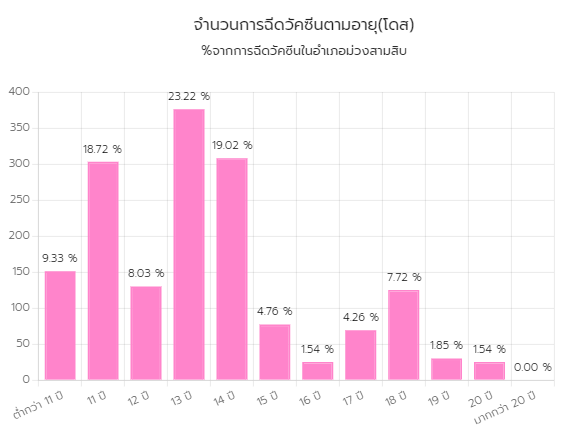 จำนวนการฉีดวัคซีนตามอายุ(โดส)
%จากการฉีดวัคซีนในอำเภอม่วงสามสิบ
400
350
300
250
200
150
100
50
0
9.33 %
18.72 %
8.03 %
23.22 %
19.02 %
4.76 %
1.54 %
4.26 %
7.72 %
1.85 %
1.54 %
0.00 %
ต่ำกว่า 11 ปี
11 ปี
12 ปี
13 ปี
14 ปี
15 ปี
16 ปี
17 ปี
18 ปี
19 ปี
20 ปี
มากกว่า 20 ปี